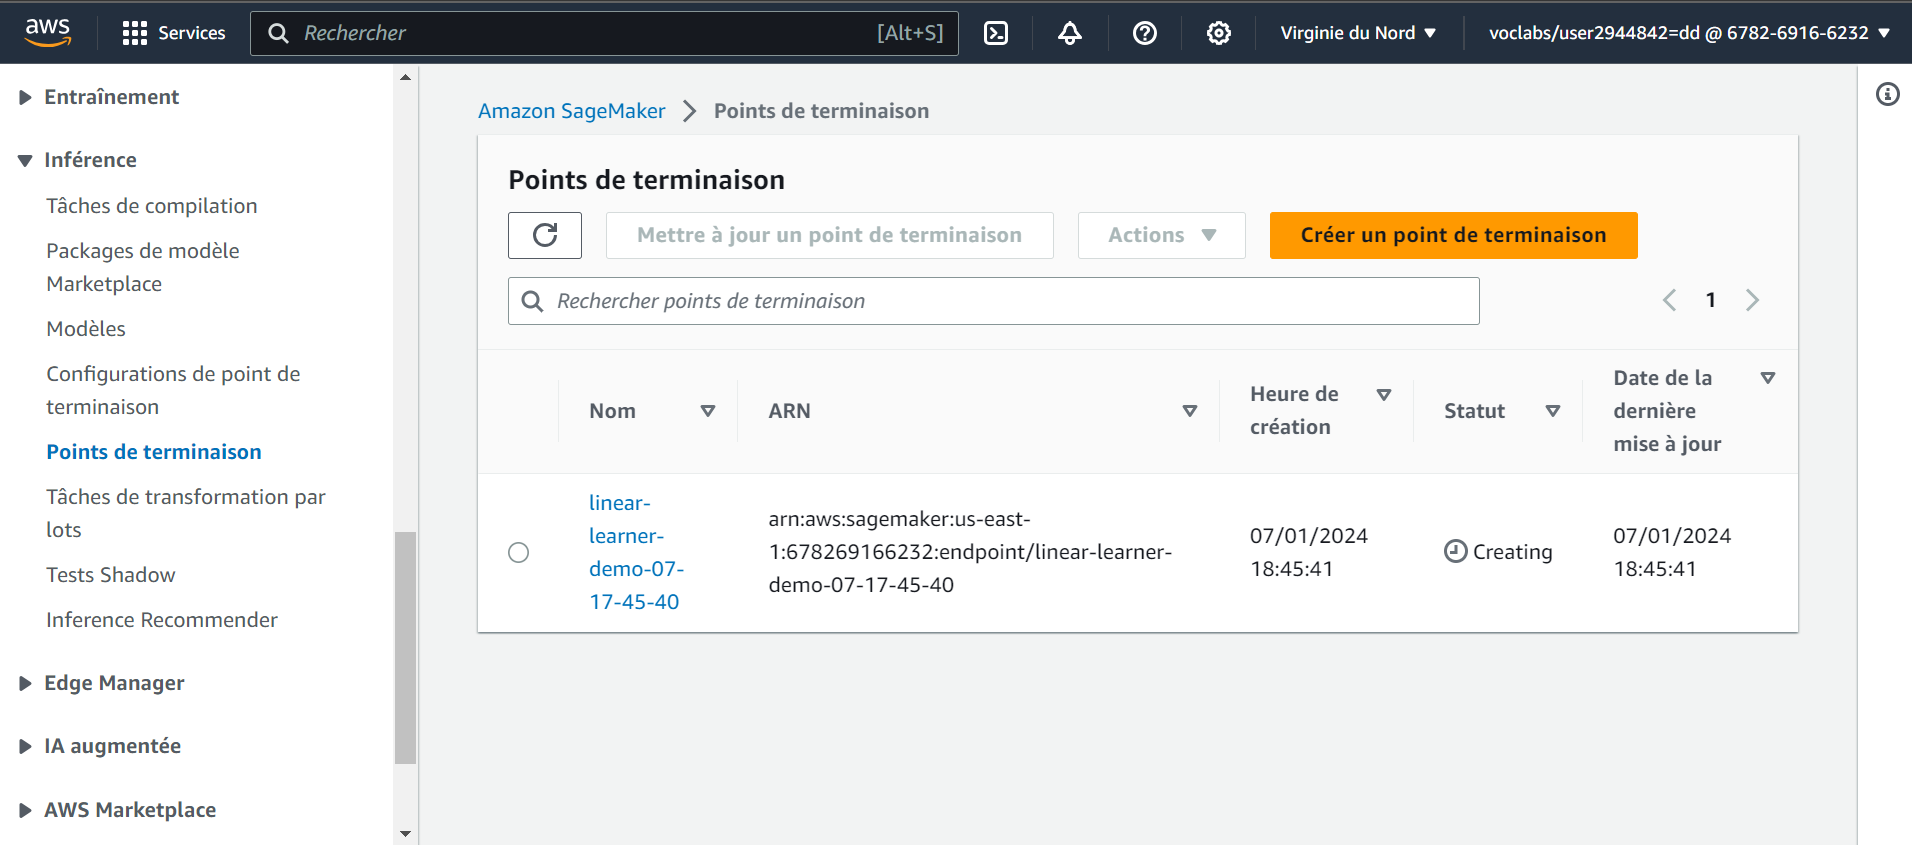 aws
Services
Rechercher
[Alt+S]
Virginie du Nord
voclabs/user2944842=dd @ 6782-6916-6232
Entraînement
Inférence
Tâches de compilation
Packages de modèle
Marketplace
Modèles
Configurations de point de
terminaison
Points de terminaison
Tâches de transformation par
lots
Tests Shadow
Inference Recommender
Edge Manager
IA augmentée
AWS Marketplace
Amazon SageMaker
Points de terminaison
Points de terminaison
Mettre à jour un point de terminaison
Actions
Créer un point de terminaison
Rechercher points de terminaison
1
Nom
ARN
Heure de
création
Statut
Date de la
dernière
mise à jour
linear-
learner-
demo-07-
17-45-40
arn:aws:sagemaker:us-east-
1:678269166232:endpoint/linear-learner-
demo-07-17-45-40
07/01/2024
18:45:41
Creating
07/01/2024
18:45:41